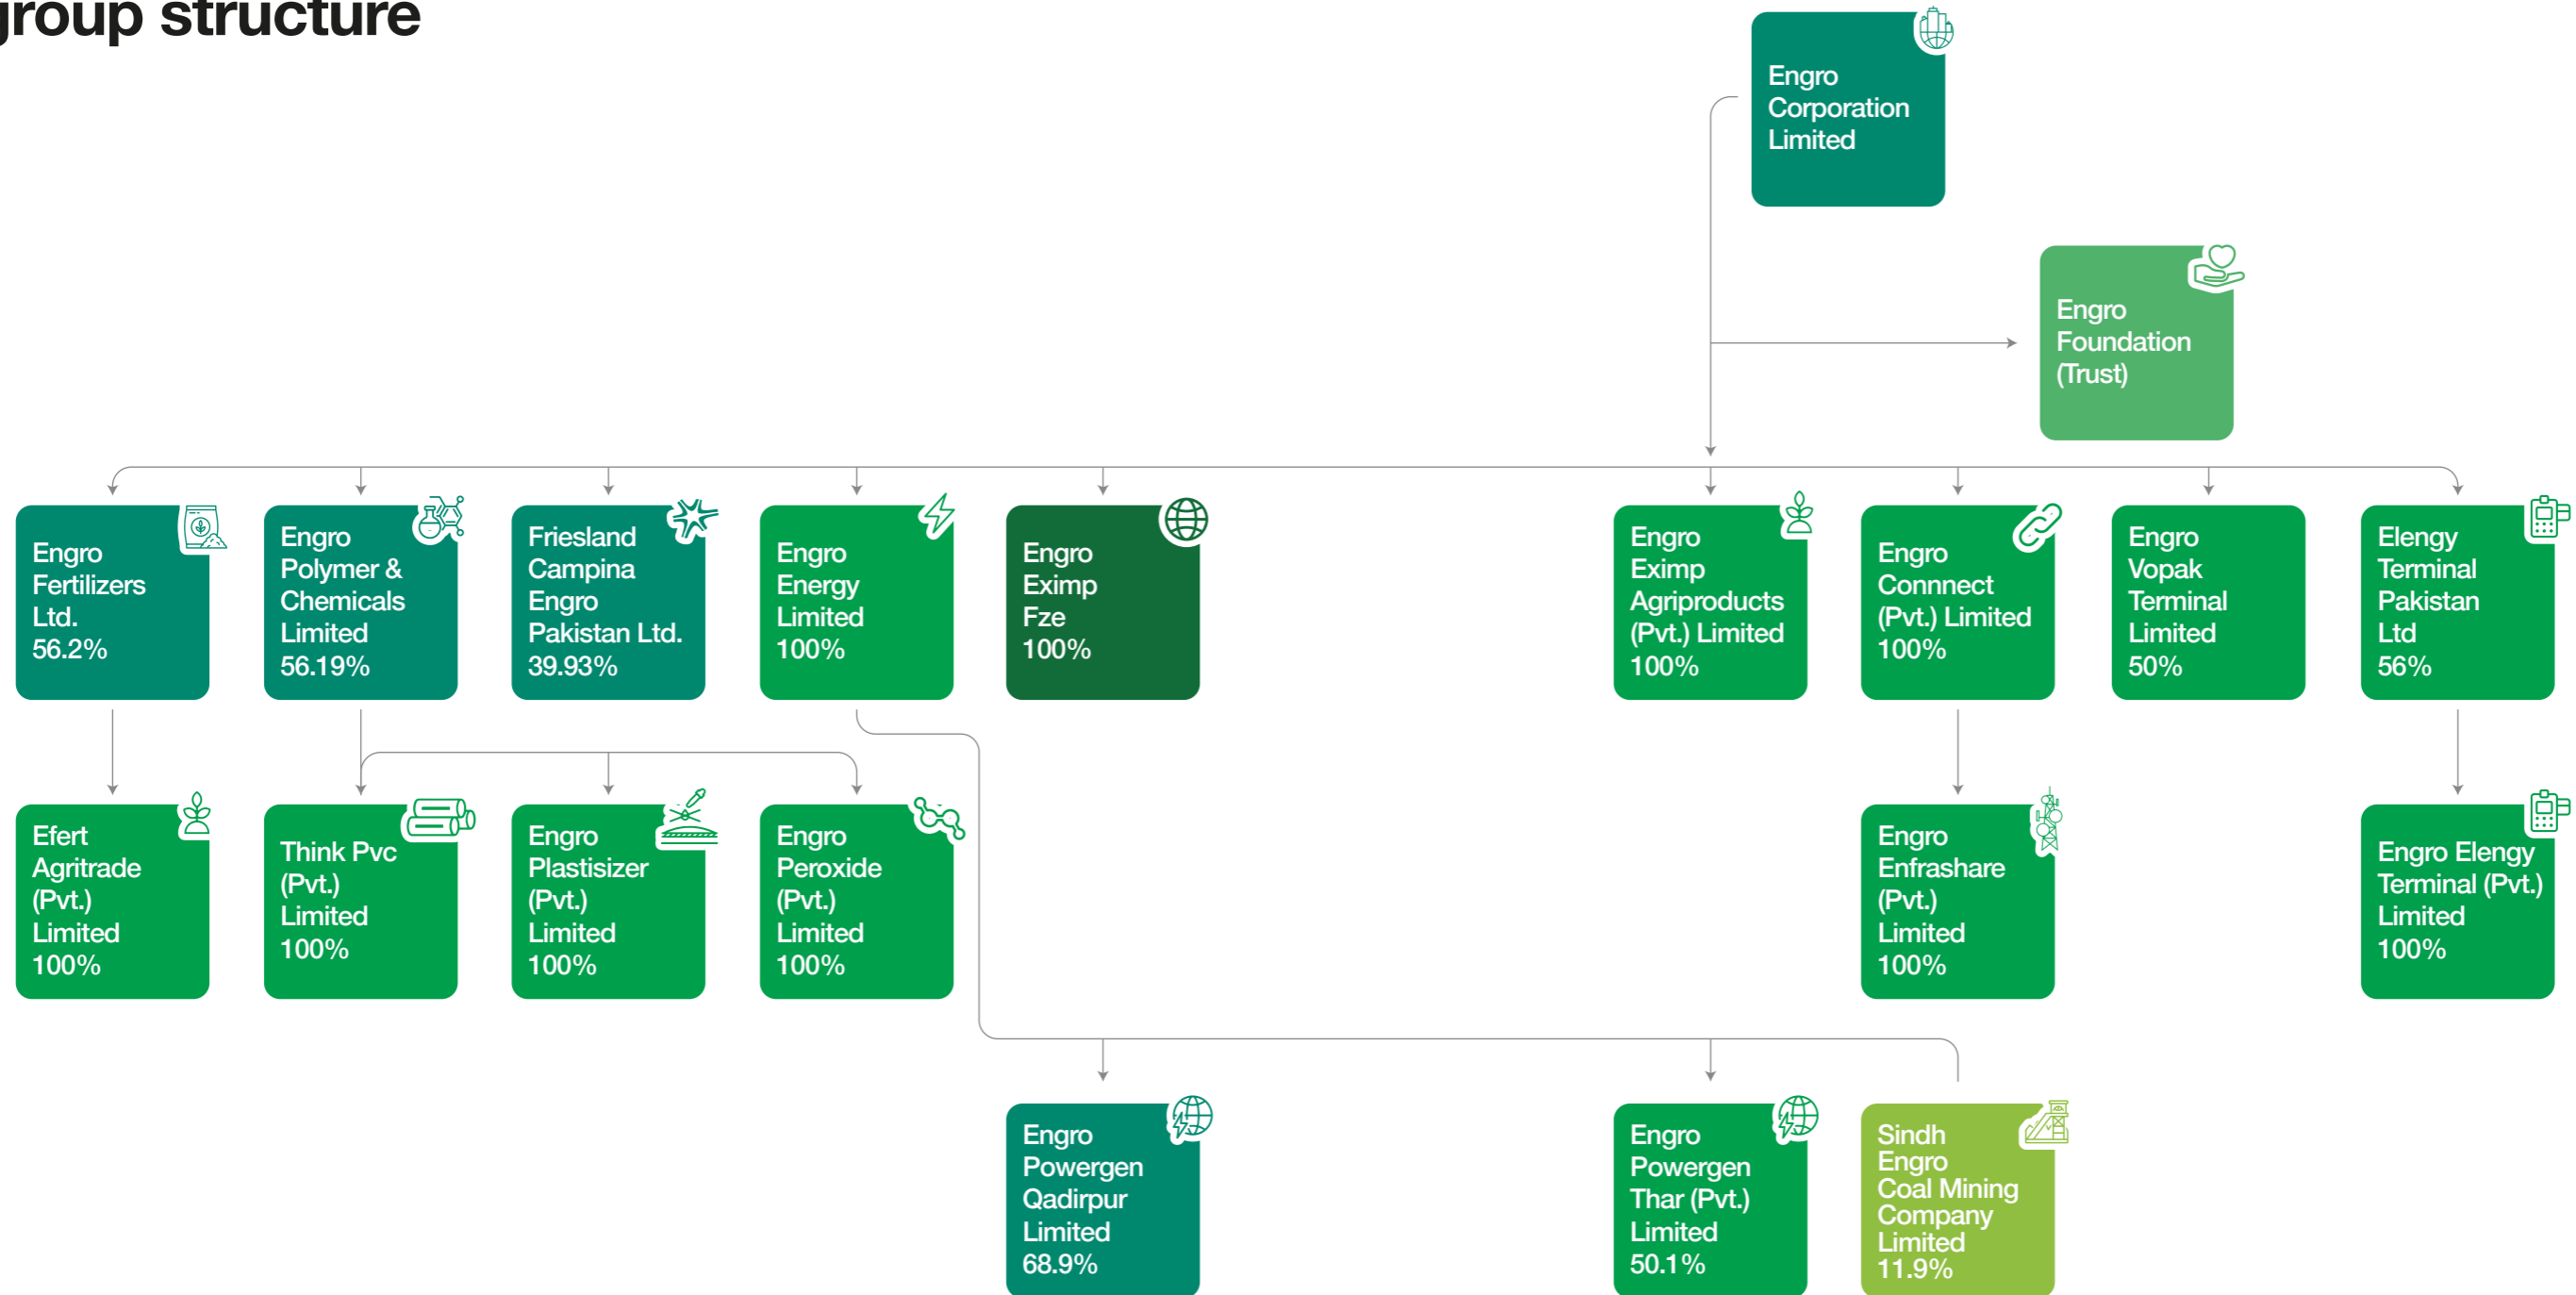 group structure
Engro
Corporation
Limited
Engro
Foundation
(Trust)
Engro
Fertilizers
Ltd.
56.2%
Engro
Polymer &
Chemicals
Limited
56.19%
Friesland
Campina
Engro
Pakistan Ltd.
39.93%
Engro
Energy
Limited
100%
Engro
Eximp
Fze
100%
Engro
Eximp
Agriproducts
(Pvt.) Limited
100%
Engro
Connnect
(Pvt.) Limited
100%
Engro
Vopak
Terminal
Limited
50%
Elengy
Terminal
Pakistan
Ltd
56%
Efert
Agritrade
(Pvt.)
Limited
100%
Think Pvc
(Pvt.)
Limited
100%
Engro
Plastisizer
(Pvt.)
Limited
100%
Engro
Peroxide
(Pvt.)
Limited
100%
Engro
Enfrashare
(Pvt.)
Limited
100%
Engro Elengy
Terminal (Pvt.)
Limited
100%
Engro
Powergen
Qadirpur
Limited
68.9%
Engro
Powergen
Thar (Pvt.)
Limited
50.1%
Sindh
Engro
Coal Mining
Company
Limited
11.9%